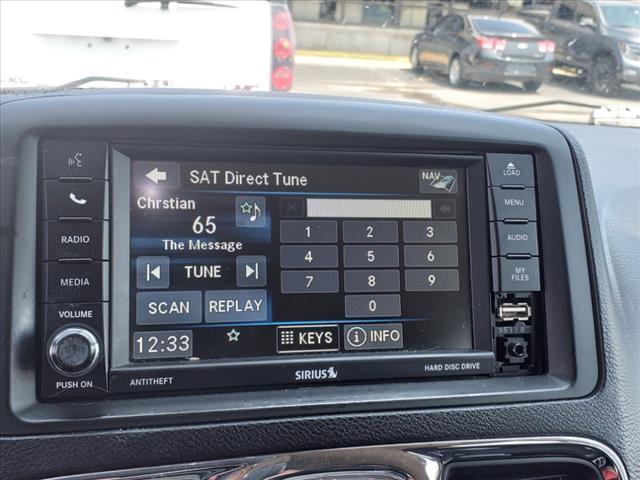 SAT Direct Tune
NAV
Chrstian
65
The Message
TUNE
SCAN
REPLAY
12:33
1 2 3
4 5 6
7 8 9
0
KEYS
INFO
RADIO
MEDIA
VOLUME
PUSH ON
LOAD
MENU
AUDIO
MY
FILES
ANTITHEFT
SIRIUS
HARD DISC DRIVE